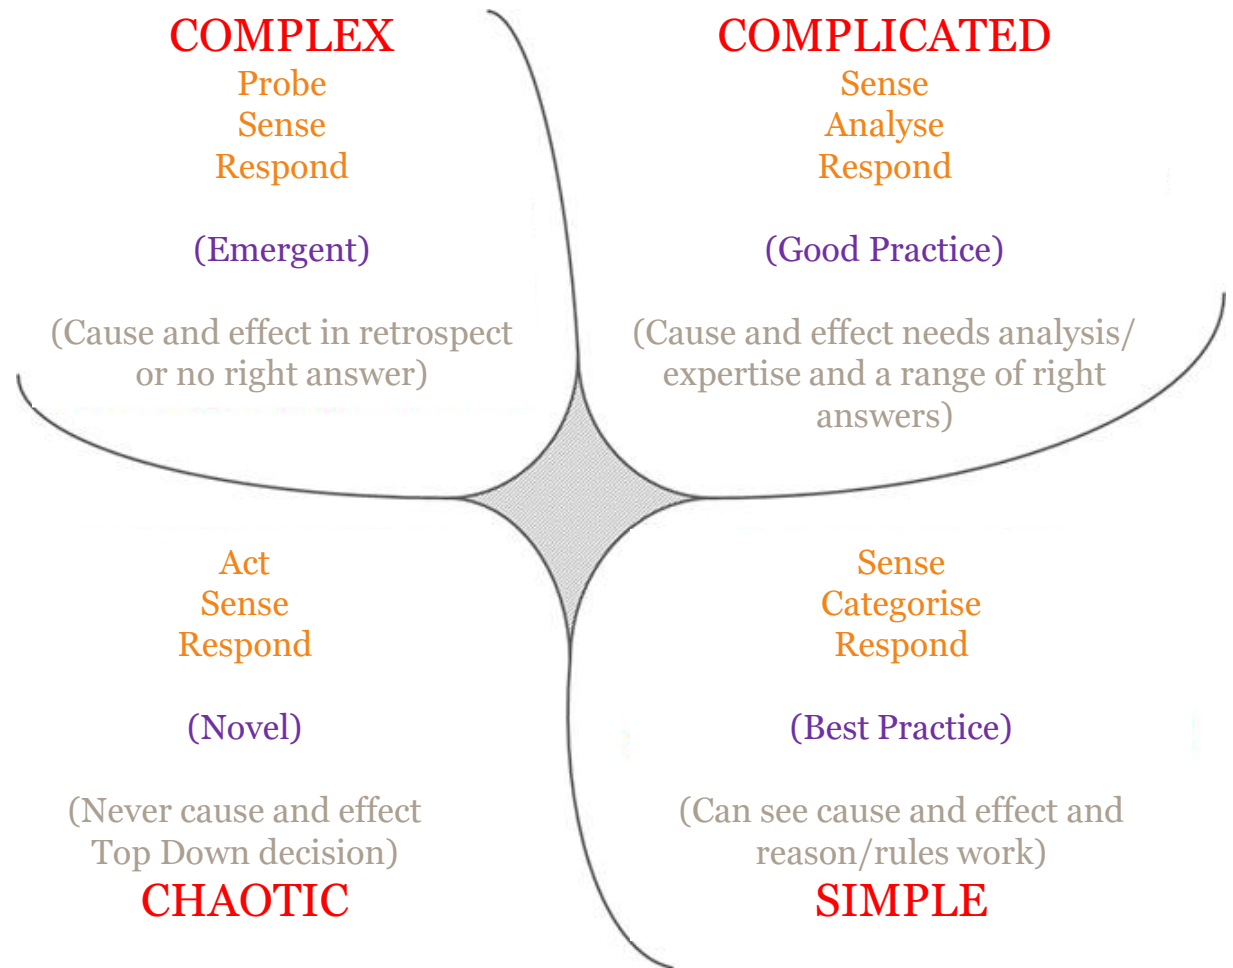 COMPLEX
Probe
Sense
Respond
(Emergent)
(Cause and effect in retrospect
or no right answer)
COMPLICATED
Sense
Analyse
Respond
(Good Practice)
(Cause and effect needs analysis/
expertise and a range of right
answers)
Act
Sense
Respond
(Novel)
(Never cause and effect
Top Down decision)
CHAOTIC
Sense
Categorise
Respond
(Best Practice)
(Can see cause and effect and
reason/rules work)
SIMPLE